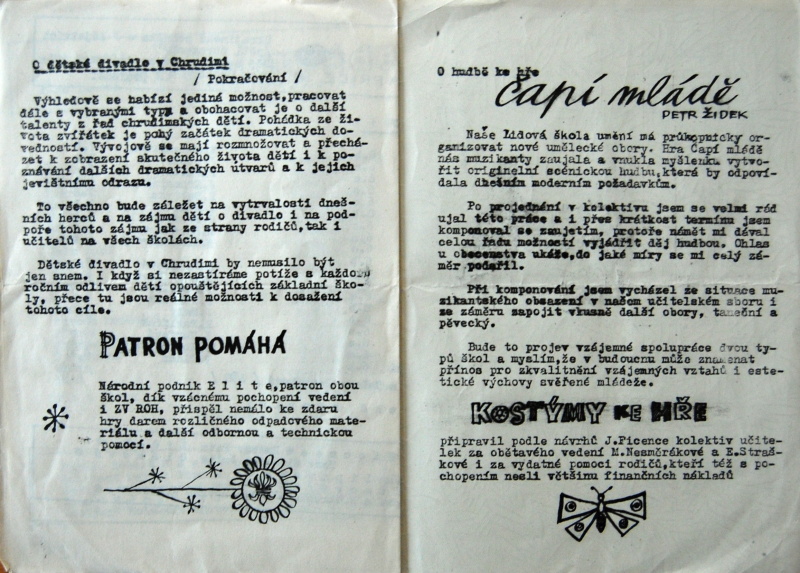 O dětské divadlo v Chrudimi
/ Pokračování /
Výhledově se nabízí jediná možnost,pracovat
dále s vybranými typy a obohacovat je o další
talenty z řad chrudimských dětí. Pohádka ze ži-
vota zvířátek je pouhý začátek dramatických do-
vedností. Vývojově se mají rozmnožovat a přechá-
zet k zobrazení skutečného života dětí i k po-
znávání dalších dramatických útvarů a k jejich
jevištnímu odrazu.
To všechno bude záležet na vytrvalosti dneš-
ních herců a na zájmu dětí o divadlo i na pod-
poře tohoto zájmu jak ze strany rodičů,tak i
učitelů na všech školách.
Dětské divadlo v Chrudimi by nemusilo být
jen snem. I když si nezastíráme potíže s každo-
ročním odlivem dětí opouštějících základní ško-
ly, přece tu jsou reálné možnosti k dosažení
tohoto cíle.
PATRON POMÁHÁ
Národní podnik E l i t e,patron obou
škol, dík vzácnému pochopení vedení
i ZV ROH, přispěl nemálo ke zdaru
hry darem rozličného odpadového mate-
riálu a další odbornou a technickou
pomocí.
O hudbě ke hře
čapí mládě
PETR ŽIDEK
Naše Lidová škola umění má průkopnicky or-
ganizovat nové umělecké obory. Hra Čapí mládě
nás muzikanty zaujala a vnukla myšlenku vytvo-
řit originelní scénickou hudbu,která by odpoví-
dala dnešním moderním požadavkům.
Po projednání v kolektivu jsem se velmi rád
ujal této práce a i přes krátkost termínu jsem
komponoval se zaujetím, protože námět mi dával
celou řadu možností vyjádřit děj hudbou. Ohlas
u obecenstva ukáže,do jaké míry se mi celý zá-
měr podařil.
Při komponování jsem vycházel ze situace mu-
zikantského obsazení v našem učitelském sboru i
ze záměru zapojit vkusně další obory, taneční a
pěvecký.
Bude to projev vzájemné spolupráce dvou ty-
pů škol a myslím,že v budoucnu může znamenat
přínos pro zkvalitnění vzájemných vztahů i este-
tické výchovy svěřené mládeže.
KOSTÝMY KE HŘE
připravil podle návrhů J.Picence kolektiv učite-
lek za obětavého vedení M.Nesměrákové a E.Straš-
kové i za vydatné pomoci rodičů,kteří též s po-
chopením nesli většinu finančních nákladů